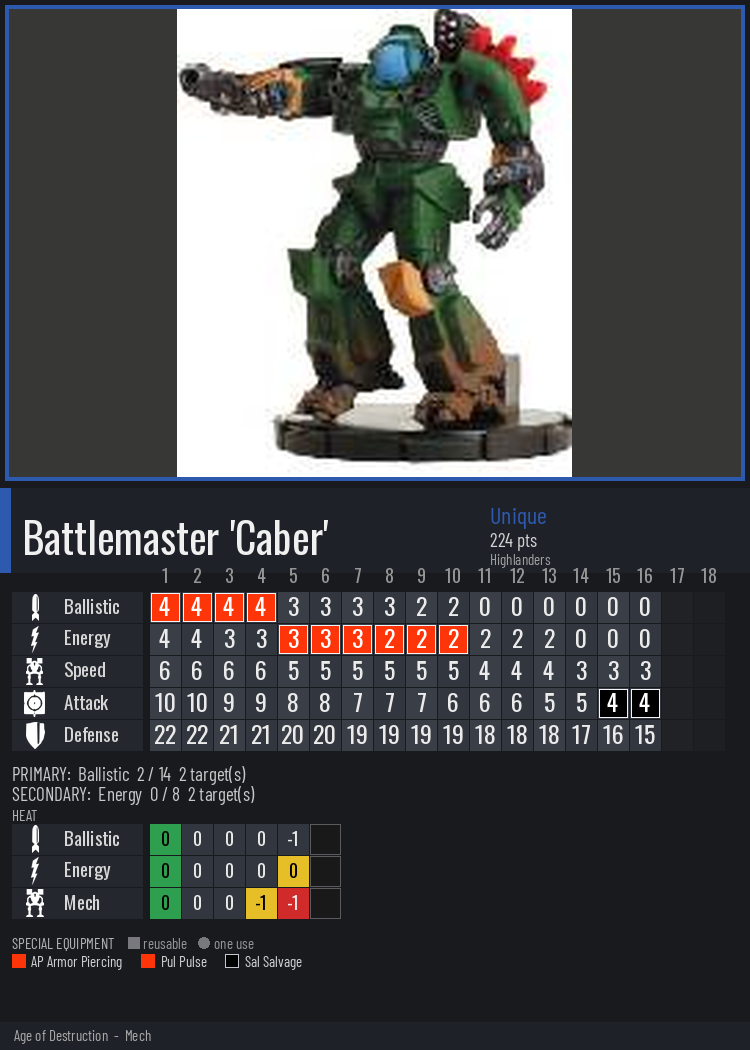 Battlemaster 'Caber'
Unique
224 pts
Highlanders
1 2 3 4 5 6 7 8 9 10 11 12 13 14 15 16 17 18
Ballistic 4 4 4 4 3 3 3 3 2 2 0 0 0 0 0 0
Energy 4 4 3 3 3 3 3 2 2 2 2 2 2 0 0 0
Speed 6 6 6 6 5 5 5 5 5 5 4 4 4 3 3 3
Attack 10 10 9 9 8 8 7 7 7 6 6 6 5 5 4 4
Defense 22 22 21 21 20 20 19 19 19 19 18 18 18 17 16 15
PRIMARY: Ballistic 2 / 14 2 target(s)
SECONDARY: Energy 0 / 8 2 target(s)
HEAT
Ballistic 0 0 0 0 -1
Energy 0 0 0 0 0
Mech 0 0 0 -1 -1
SPECIAL EQUIPMENT reusable one use
AP Armor Piercing Pul Pulse Sal Salvage
Age of Destruction - Mech